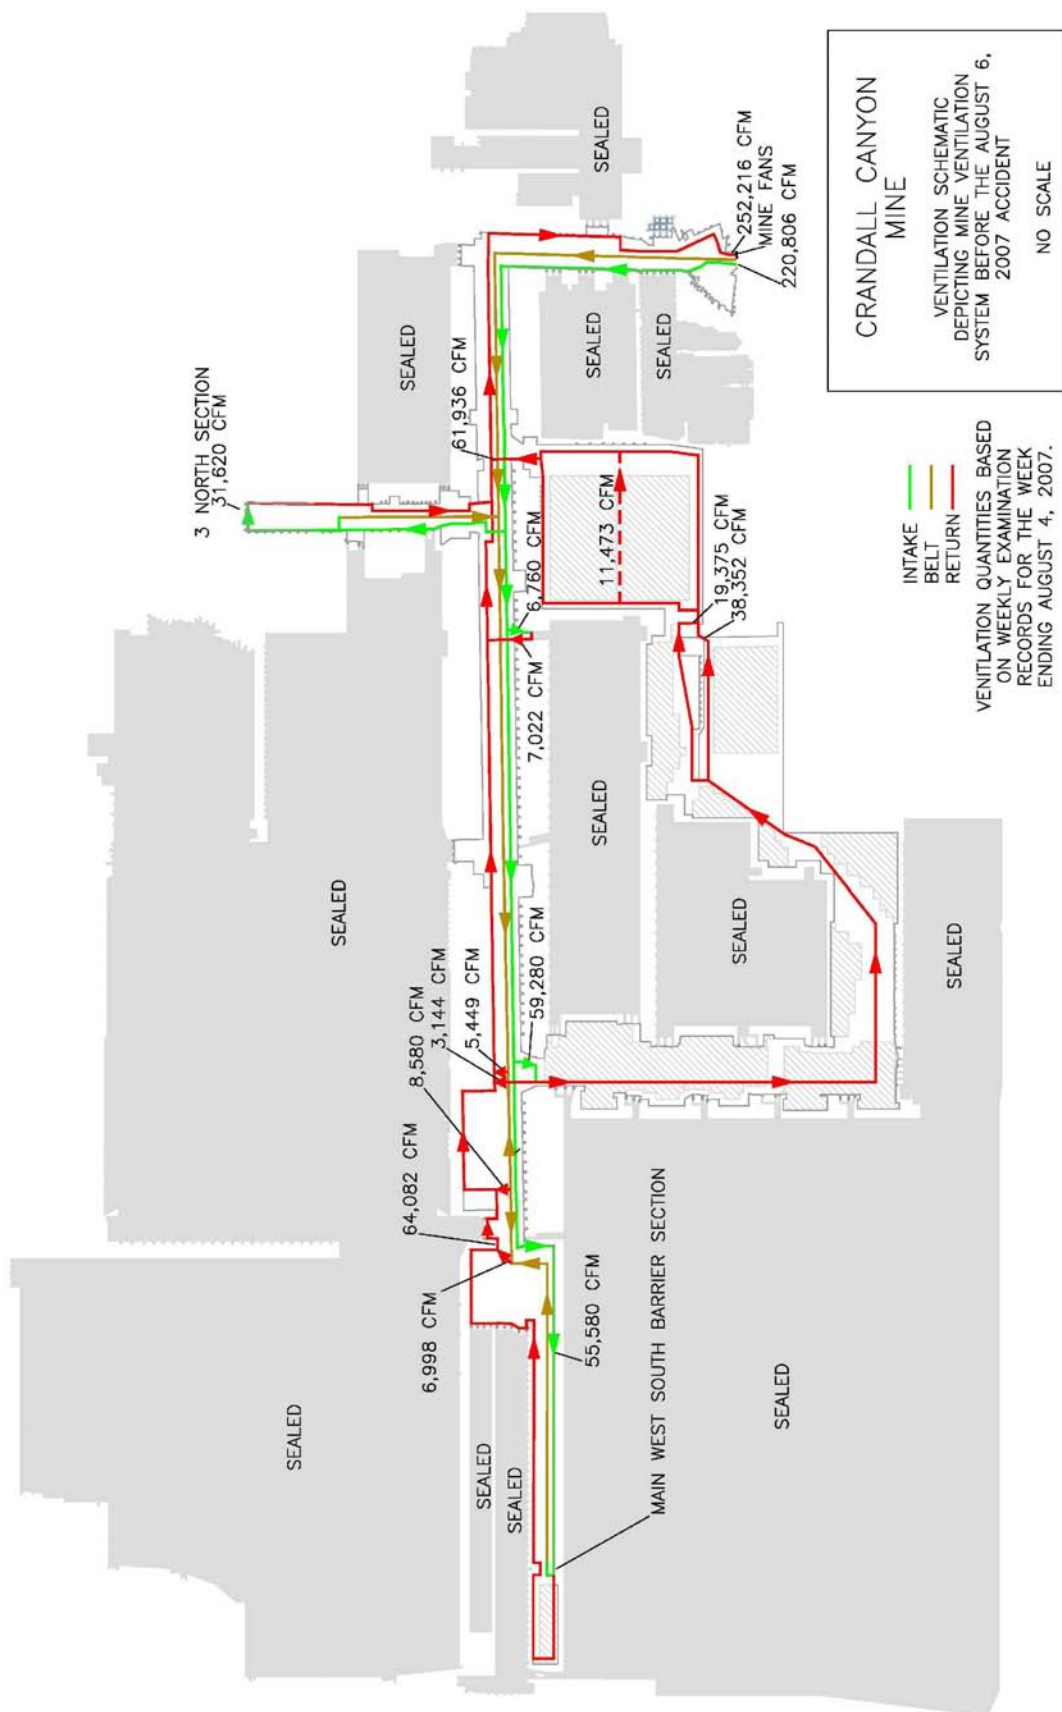 CRANDALL CANYON
MINE
VENTILATION SCHEMATIC
DEPICTING MINE VENTILATION
SYSTEM BEFORE THE AUGUST 6,
2007 ACCIDENT
NO SCALE
INTAKE
BELT
RETURN
VENTILATION QUANTITIES BASED
ON WEEKLY EXAMINATION
RECORDS FOR THE WEEK
ENDING AUGUST 4, 2007.
3 NORTH SECTION
31,620 CFM
SEALED
SEALED
61,936 CFM
SEALED
SEALED
252,216 CFM
MINE FANS
220,806 CFM
6,760 CFM
7,022 CFM
11,473 CFM
19,375 CFM
38,352 CFM
SEALED
SEALED
SEALED
SEALED
59,280 CFM
5,449 CFM
3,144 CFM
8,580 CFM
64,082 CFM
6,998 CFM
55,580 CFM
MAIN WEST SOUTH BARRIER SECTION
SEALED
SEALED
SEALED
SEALED